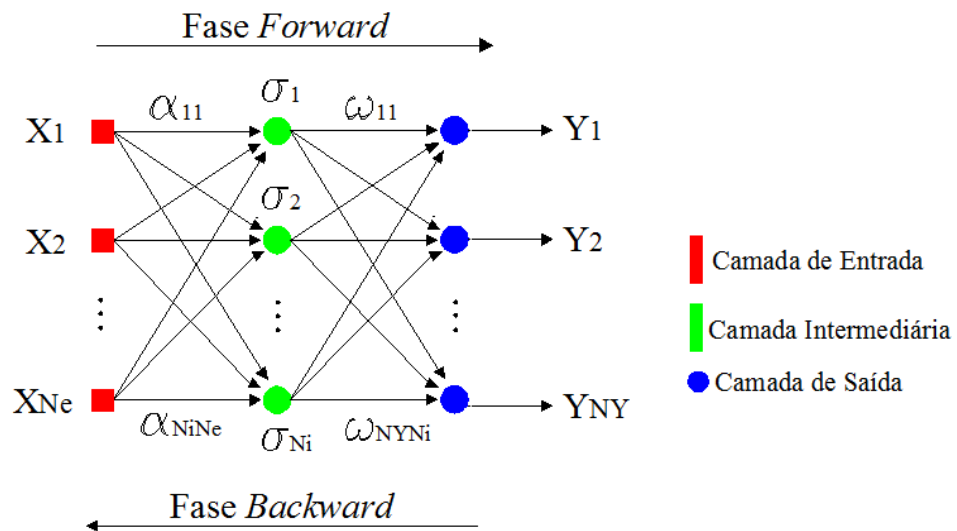 Fase Forward
α11
σ1
ω11
X1
Y1
σ2
X2
Y2
Camada de Entrada
Camada Intermediária
Camada de Saída
XNe
YNY
αNiNe
σNi
ωNYNi
Fase Backward